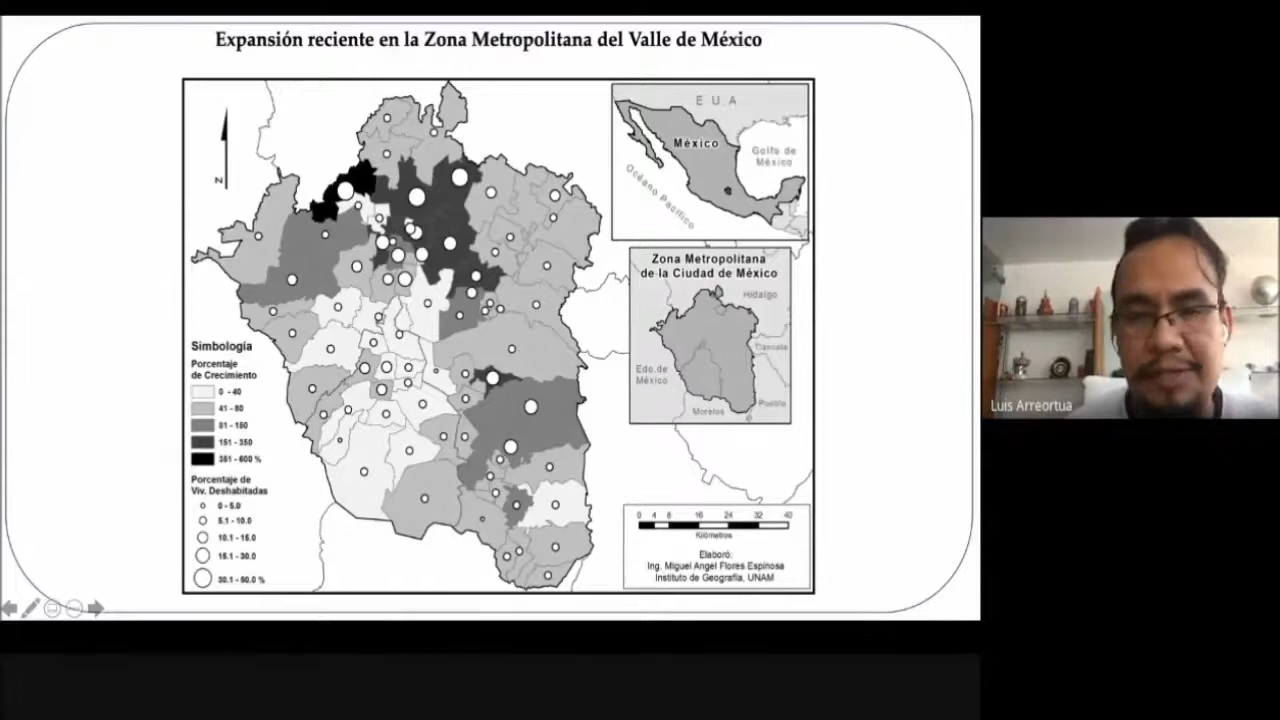 Expansión reciente en la Zona Metropolitana del Valle de México
N
E U A
México
Golfo de
México
Océano Pacífico
Zona Metropolitana
de la Ciudad de México
Hidalgo
Tlaxcala
Edo. de
México
Puebla
Morelos
Simbología
Porcentaje
de Crecimiento
0 - 40
41 - 80
81 - 150
151 - 350
351 - 600 %
Porcentaje de
Viv. Deshabitadas
0 - 5.0
5.1 - 10.0
10.1 - 15.0
15.1 - 30.0
30.1 - 50.0 %
0 4 8 16 24 32 40
Kilómetros
Elaboró:
Ing. Miguel Angel Flores Espinosa
Instituto de Geografía, UNAM
Luis Arreortua